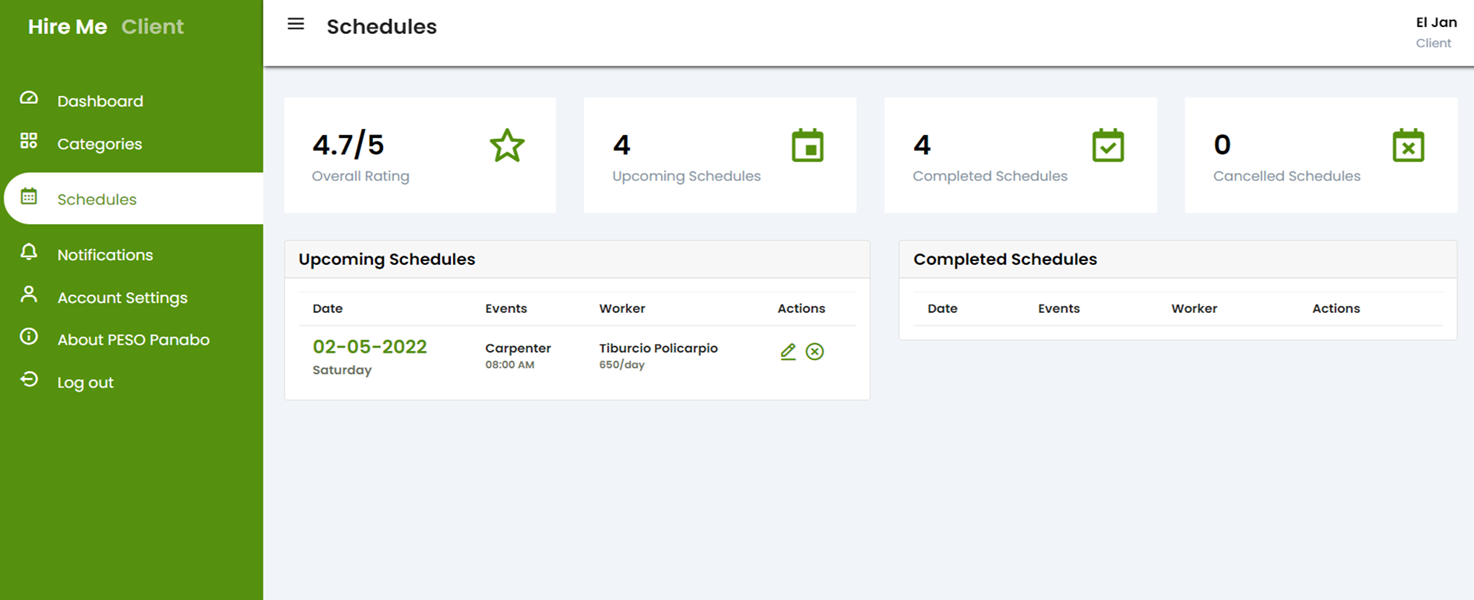 Hire Me Client
Schedules
El Jan
Client
Dashboard
Categories
Schedules
Notifications
Account Settings
About PESO Panabo
Log out
4.7/5
Overall Rating
4
Upcoming Schedules
4
Completed Schedules
0
Cancelled Schedules
Upcoming Schedules
Date Events Worker Actions
02-05-2022 Carpenter Tiburcio Policarpio
Saturday 08:00 AM 650/day
Completed Schedules
Date Events Worker Actions